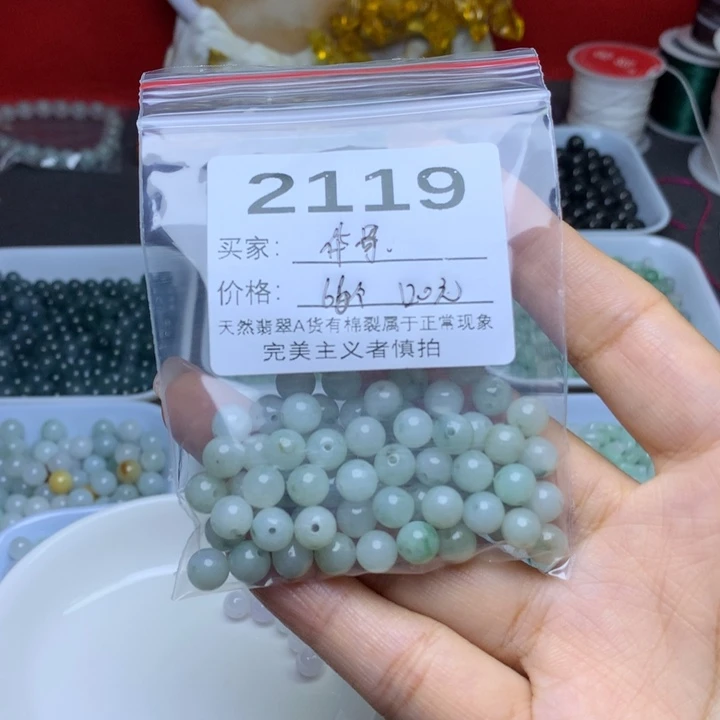 2119
买家:
价格: 66个 120元
天然翡翠A货有棉裂属于正常现象
完美主义者慎拍